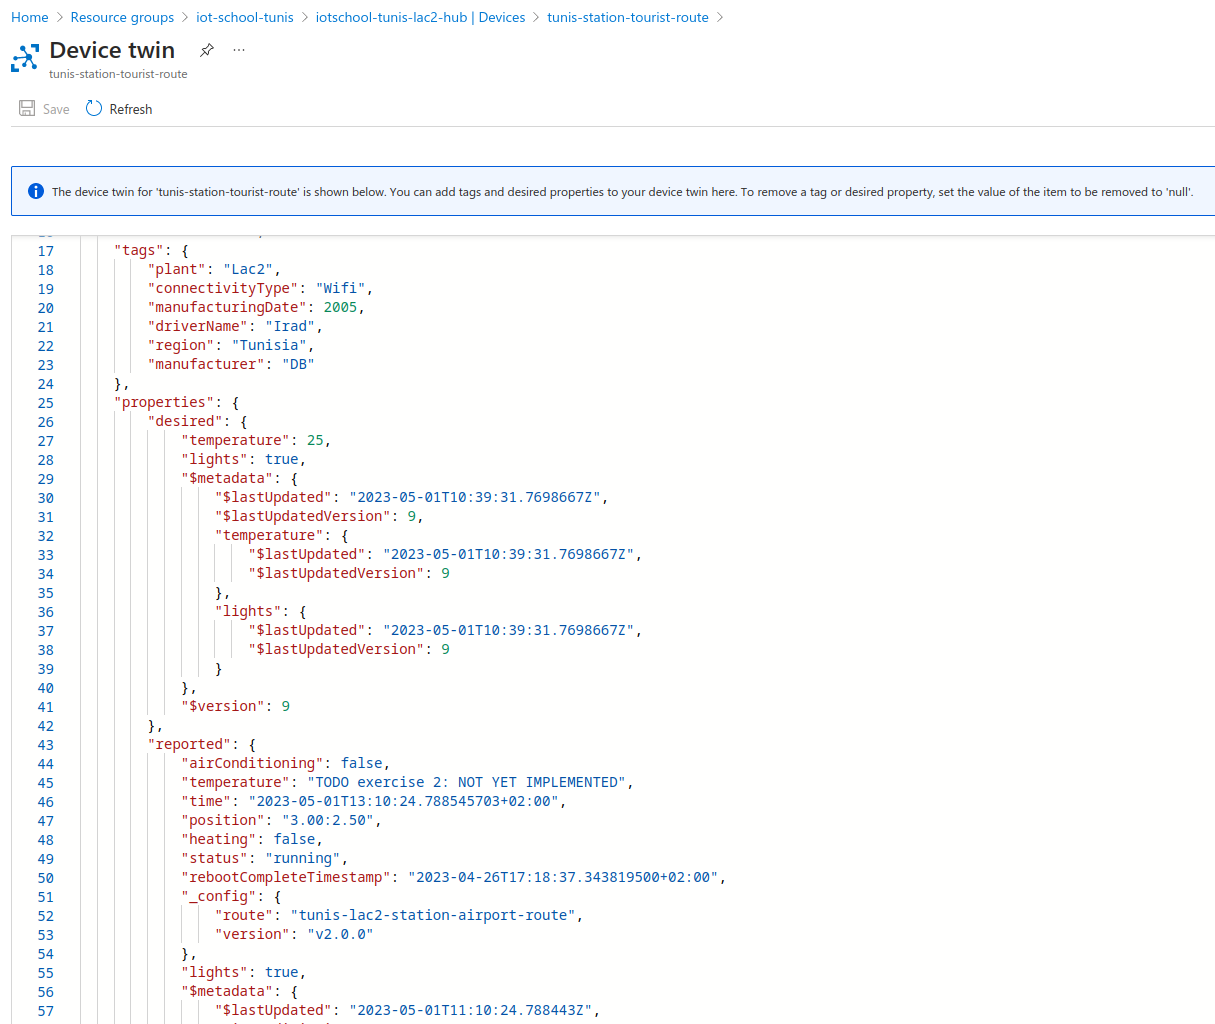 Home > Resource groups > iot-school-tunis > iotschool-tunis-lac2-hub | Devices > tunis-station-tourist-route >
Device twin ...
tunis-station-tourist-route
Save Refresh
The device twin for 'tunis-station-tourist-route' is shown below. You can add tags and desired properties to your device twin here. To remove a tag or desired property, set the value of the item to be removed to 'null'.
17 "tags": {
18 "plant": "Lac2",
19 "connectivityType": "Wifi",
20 "manufacturingDate": 2005,
21 "driverName": "Irad",
22 "region": "Tunisia",
23 "manufacturer": "DB"
24 },
25 "properties": {
26 "desired": {
27 "temperature": 25,
28 "lights": true,
29 "$metadata": {
30 "$lastUpdated": "2023-05-01T10:39:31.7698667Z",
31 "$lastUpdatedVersion": 9,
32 "temperature": {
33 "$lastUpdated": "2023-05-01T10:39:31.7698667Z",
34 "$lastUpdatedVersion": 9
35 },
36 "lights": {
37 "$lastUpdated": "2023-05-01T10:39:31.7698667Z",
38 "$lastUpdatedVersion": 9
39 }
40 },
41 "$version": 9
42 },
43 "reported": {
44 "airConditioning": false,
45 "temperature": "TODO exercise 2: NOT YET IMPLEMENTED",
46 "time": "2023-05-01T13:10:24.788545703+02:00",
47 "position": "3.00:2.50",
48 "heating": false,
49 "status": "running",
50 "rebootCompleteTimestamp": "2023-04-26T17:18:37.343819500+02:00",
51 "_config": {
52 "route": "tunis-lac2-station-airport-route",
53 "version": "v2.0.0"
54 },
55 "lights": true,
56 "$metadata": {
57 "$lastUpdated": "2023-05-01T11:10:24.788443Z",